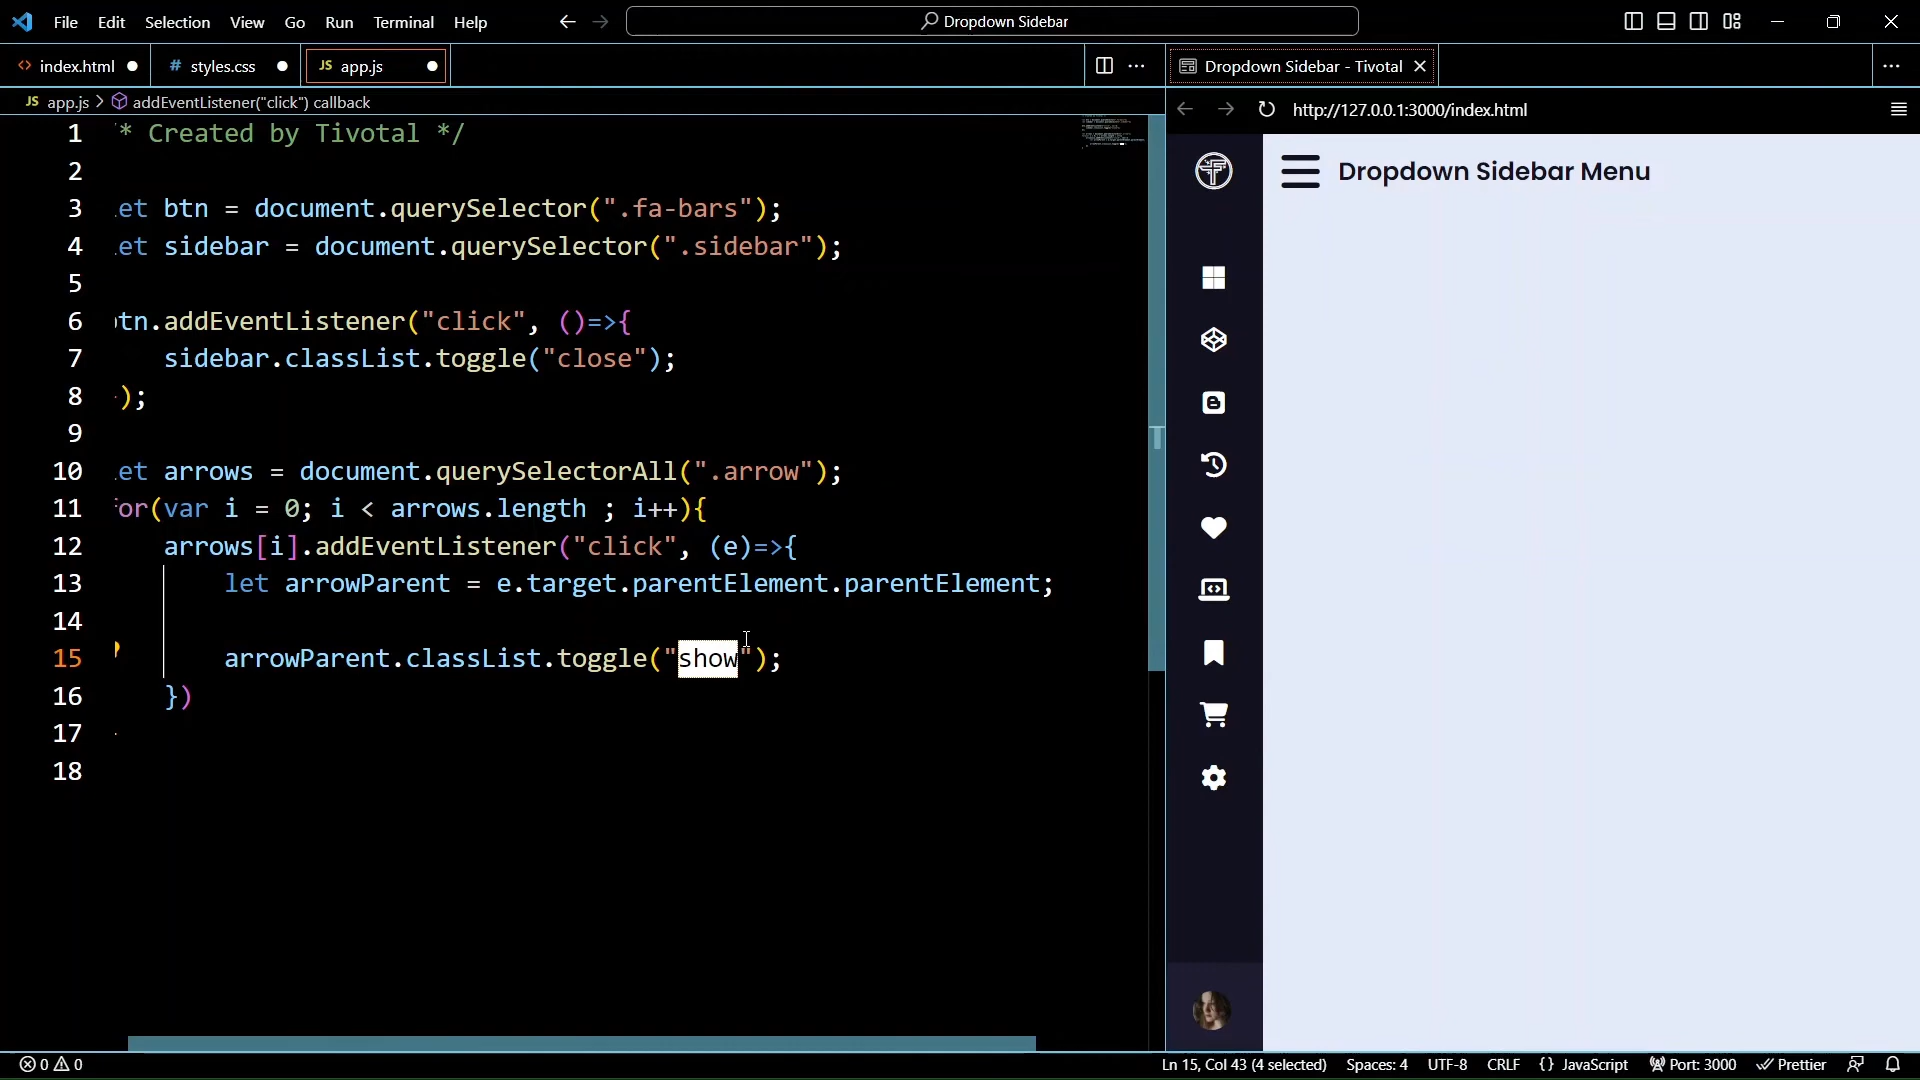 File Edit Selection View Go Run Terminal Help
Dropdown Sidebar
index.html
# styles.css
JS app.js
Dropdown Sidebar - Tivotal
JS app.js > addEventListener("click") callback
http://127.0.0.1:3000/index.html
1 * Created by Tivotal */
2
3 et btn = document.querySelector(".fa-bars");
4 et sidebar = document.querySelector(".sidebar");
5
6 tn.addEventListener("click", ()=>{
7 sidebar.classList.toggle("close");
8 );
9
10 et arrows = document.querySelectorAll(".arrow");
11 or(var i = 0; i < arrows.length ; i++){
12 arrows[i].addEventListener("click", (e)=>{
13 let arrowParent = e.target.parentElement.parentElement;
14
15 arrowParent.classList.toggle("show");
16 })
17
18
Dropdown Sidebar Menu
0 0
Ln 15, Col 43 (4 selected) Spaces: 4 UTF-8 CRLF {} JavaScript Port: 3000 Prettier